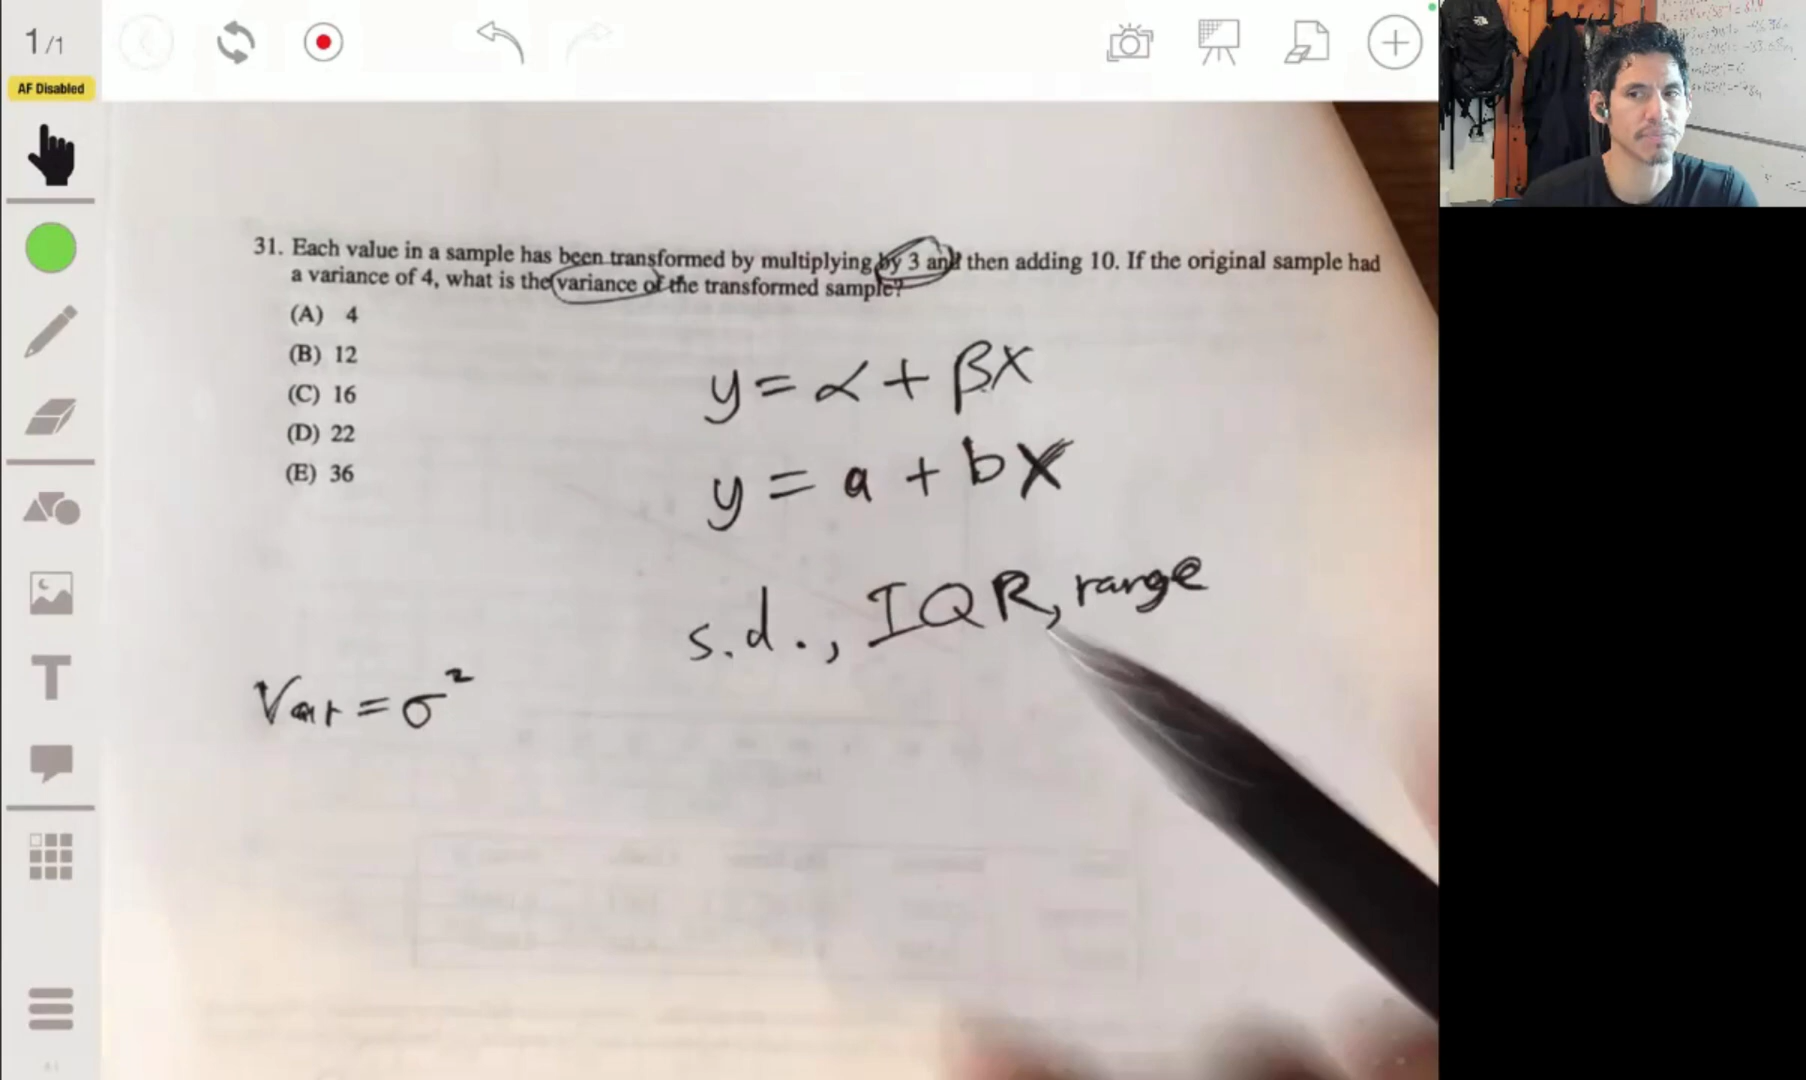 1/1
AF Disabled
31. Each value in a sample has been transformed by multiplying by 3 and then adding 10. If the original sample had
a variance of 4, what is the variance of the transformed sample?
(A) 4
(B) 12
(C) 16
(D) 22
(E) 36
y = α + βx
y = a + bx
s.d., IQR, range
Var = σ²
T